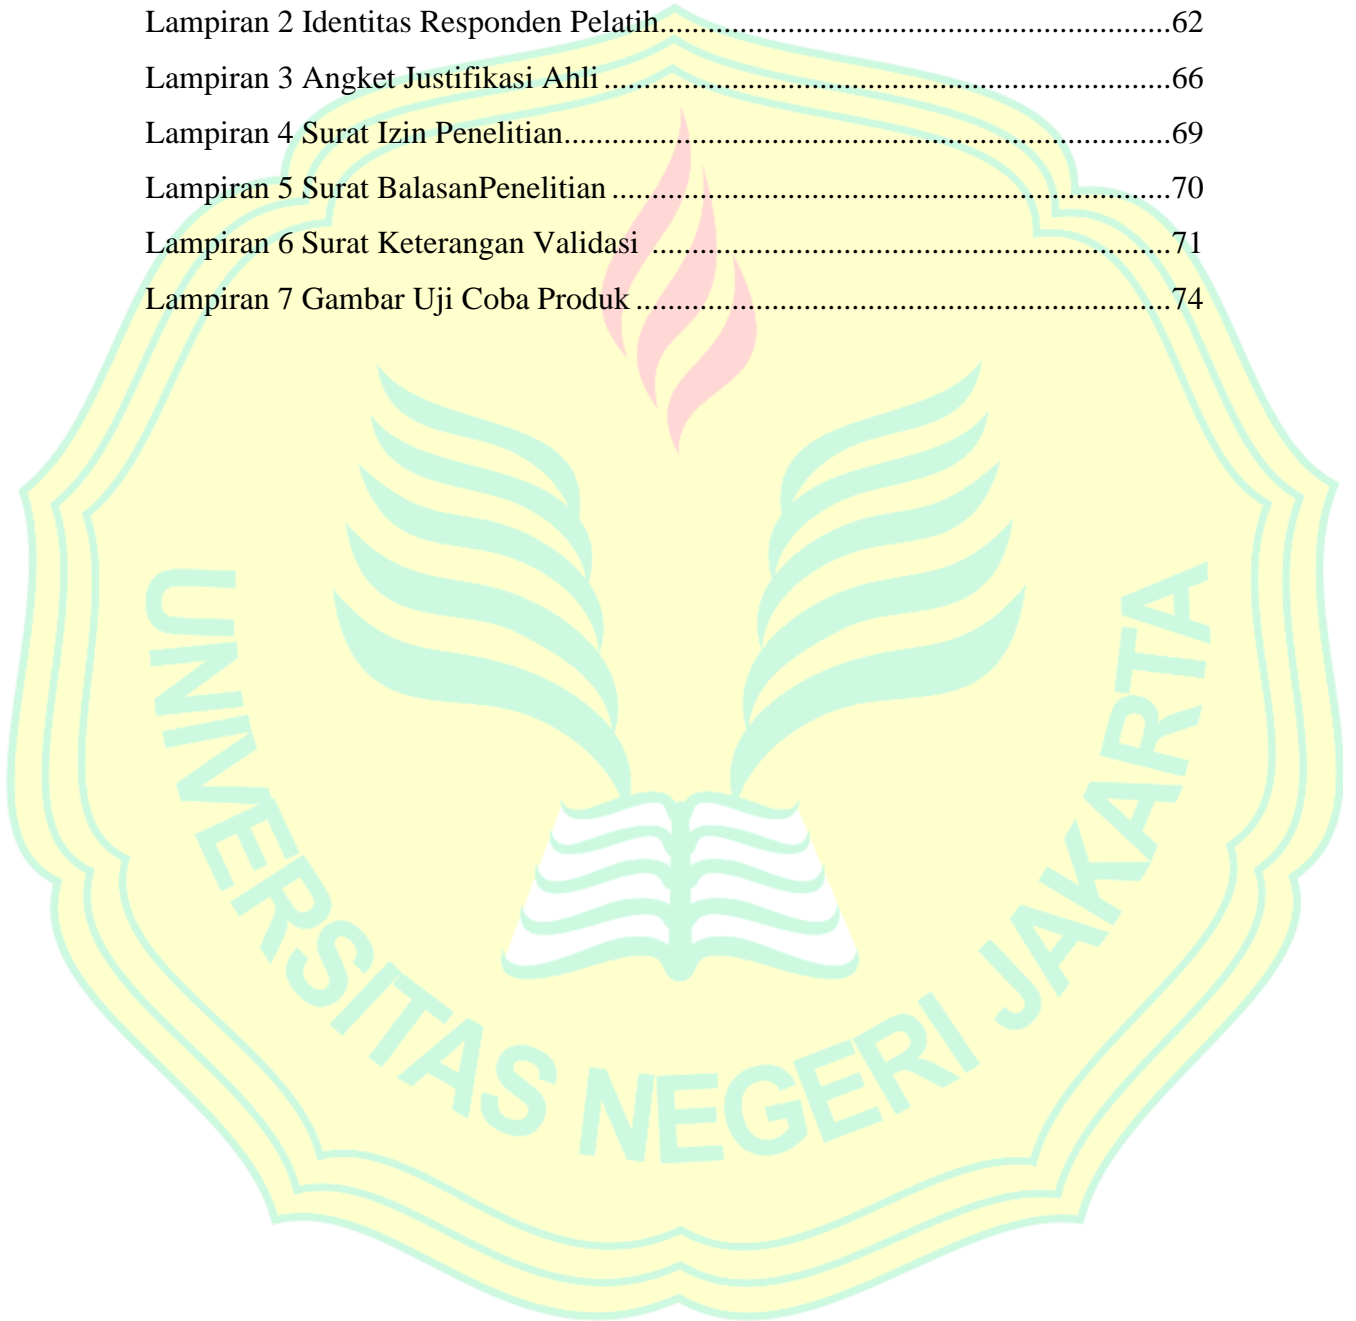 Lampiran 2 Identitas Responden Pelatih................................................................62
Lampiran 3 Angket Justifikasi Ahli.......................................................................66
Lampiran 4 Surat Izin Penelitian............................................................................69
Lampiran 5 Surat BalasanPenelitian......................................................................70
Lampiran 6 Surat Keterangan Validasi .................................................................71
Lampiran 7 Gambar Uji Coba Produk...................................................................74
UNIVERSITAS NEGERI JAKARTA